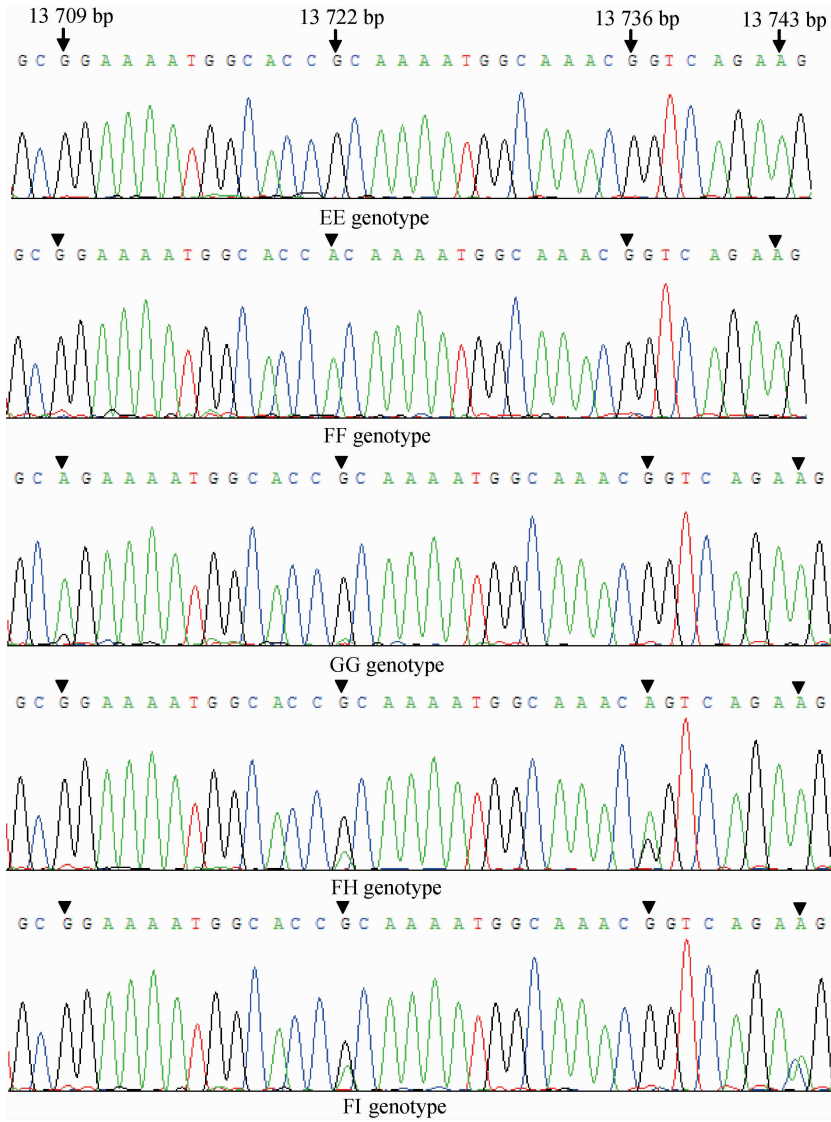 13 709 bp 13 722 bp 13 736 bp 13 743 bp
G C G G A A A A T G G C A C C G C A A A A T G G C A A A C G G T C A G A A G
EE genotype
G C G G A A A A T G G C A C C A C A A A A T G G C A A A C G G T C A G A A G
FF genotype
G C A G A A A A T G G C A C C G C A A A A T G G C A A A C G G T C A G A A G
GG genotype
G C G G A A A A T G G C A C C G C A A A A T G G C A A A C A G T C A G A A G
FH genotype
G C G G A A A A T G G C A C C G C A A A A T G G C A A A C G G T C A G A A G
FI genotype